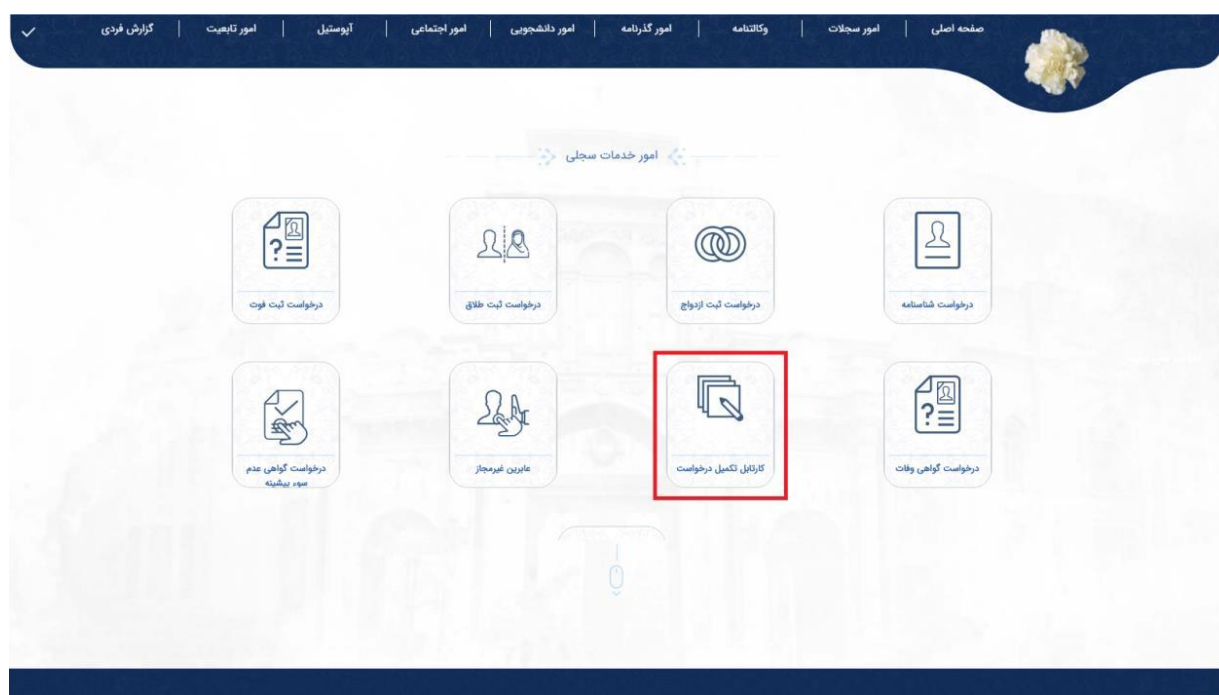 صفحه اصلی | امور سجلات | وکالتنامه | امور گذرنامه | امور دانشجویی | امور اجتماعی | آپوستیل | امور تابعیت | گزارش فردی
امور خدمات سجلی
درخواست شناسنامه
درخواست ثبت ازدواج
درخواست ثبت طلاق
درخواست ثبت فوت
درخواست گواهی وفات
کارتابل تکمیل درخواست
عابرین غیرمجاز
درخواست گواهی عدم
سوء پیشینه